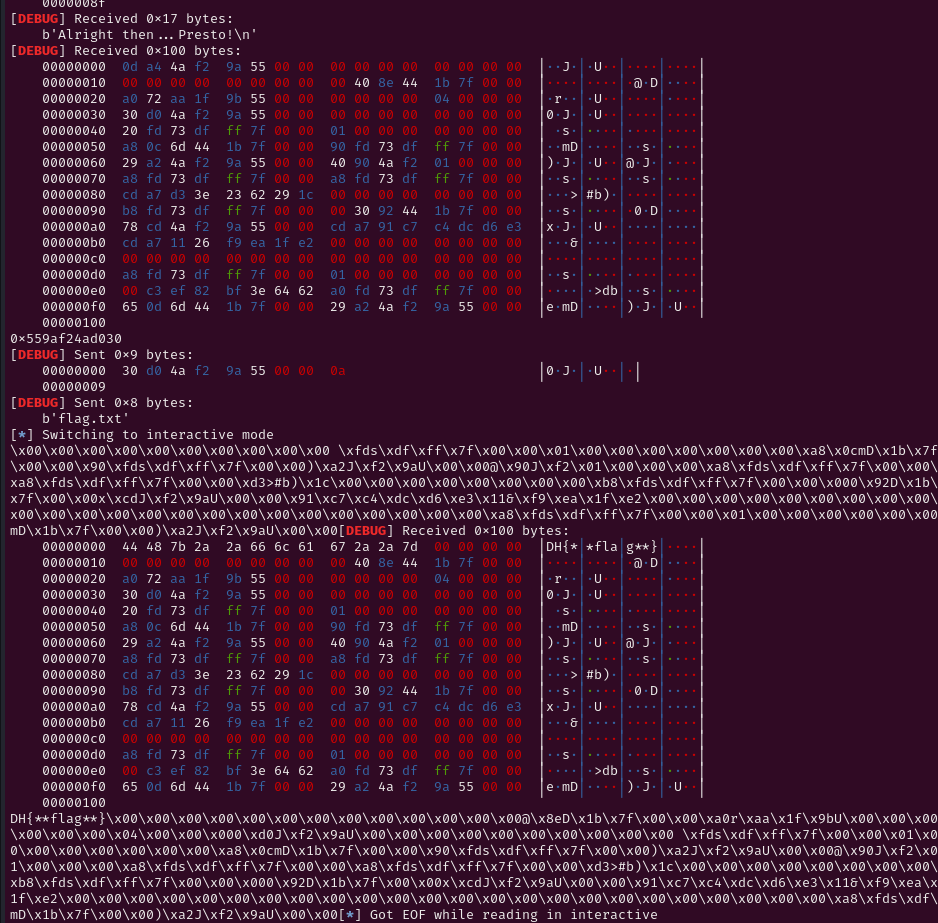 0000008f
[DEBUG] Received 0×17 bytes:
b'Alright then...Presto!\n'
[DEBUG] Received 0×100 bytes:
00000000 0d a4 4a f2 9a 55 00 00 00 00 00 00 00 00 00 00 │··J·│·U··│····│····│
00000010 00 00 00 00 00 00 00 00 00 40 8e 44 1b 7f 00 00 │····│····│·@·D│····│
00000020 a0 72 aa 1f 9b 55 00 00 00 00 00 00 04 00 00 00 │·r··│·U··│····│····│
00000030 30 d0 4a f2 9a 55 00 00 00 00 00 00 00 00 00 00 │0·J·│·U··│····│····│
00000040 20 fd 73 df ff 7f 00 00 01 00 00 00 00 00 00 00 │ ·s·│····│····│····│
00000050 a8 0c 6d 44 1b 7f 00 00 90 fd 73 df ff 7f 00 00 │··mD│····│··s·│····│
00000060 29 a2 4a f2 9a 55 00 00 40 90 4a f2 01 00 00 00 │)·J·│·U··│@·J·│····│
00000070 a8 fd 73 df ff 7f 00 00 a8 fd 73 df ff 7f 00 00 │··s·│····│··s·│····│
00000080 cd a7 d3 3e 23 62 29 1c 00 00 00 00 00 00 00 00 │···>│#b)·│····│····│
00000090 b8 fd 73 df ff 7f 00 00 00 30 92 44 1b 7f 00 00 │··s·│····│·0·D│····│
000000a0 78 cd 4a f2 9a 55 00 00 cd a7 91 c7 c4 dc d6 e3 │x·J·│·U··│····│····│
000000b0 cd a7 11 26 f9 ea 1f e2 00 00 00 00 00 00 00 00 │···&│····│····│····│
000000c0 00 00 00 00 00 00 00 00 00 00 00 00 00 00 00 00 │····│····│····│····│
000000d0 a8 fd 73 df ff 7f 00 00 01 00 00 00 00 00 00 00 │··s·│····│····│····│
000000e0 00 c3 ef 82 bf 3e 64 62 a0 fd 73 df ff 7f 00 00 │····│·>db│··s·│····│
000000f0 65 0d 6d 44 1b 7f 00 00 29 a2 4a f2 9a 55 00 00 │e·mD│····│)·J·│·U··│
00000100
0×559af24ad030
[DEBUG] Sent 0×9 bytes:
00000000 30 d0 4a f2 9a 55 00 00 0a │0·J·│·U··│·│
00000009
[DEBUG] Sent 0×8 bytes:
b'flag.txt'
[*] Switching to interactive mode
\x00\x00\x00\x00\x00\x00\x00\x00\x00\x00 \xfds\xdf\xff\x7f\x00\x00\x01\x00\x00\x00\x00\x00\x00\x00\xa8\x0cmD\x1b\x7f
\x00\x00\x90\xfds\xdf\xff\x7f\x00\x00)\xa2J\xf2\x9aU\x00\x00@\x90J\xf2\x01\x00\x00\x00\xa8\xfds\xdf\xff\x7f\x00\x00\
xa8\xfds\xdf\xff\x7f\x00\x00\xd3>#b)\x1c\x00\x00\x00\x00\x00\x00\x00\x00\xb8\xfds\xdf\xff\x7f\x00\x00\x000\x92D\x1b\
x7f\x00\x00x\xcdJ\xf2\x9aU\x00\x00\x91\xc7\xc4\xdc\xd6\xe3\x11&\xf9\xea\x1f\xe2\x00\x00\x00\x00\x00\x00\x00\x00\x00\
x00\x00\x00\x00\x00\x00\x00\x00\x00\x00\x00\x00\x00\x00\x00\xa8\xfds\xdf\xff\x7f\x00\x00\x01\x00\x00\x00\x00\x00\x00
mD\x1b\x7f\x00\x00)\xa2J\xf2\x9aU\x00\x00[DEBUG] Received 0×100 bytes:
00000000 44 48 7b 2a 2a 66 6c 61 67 2a 2a 7d 00 00 00 00 │DH{*│*fla│g**}│····│
00000010 00 00 00 00 00 00 00 00 00 40 8e 44 1b 7f 00 00 │····│····│·@·D│····│
00000020 a0 72 aa 1f 9b 55 00 00 00 00 00 00 04 00 00 00 │·r··│·U··│····│····│
00000030 30 d0 4a f2 9a 55 00 00 00 00 00 00 00 00 00 00 │0·J·│·U··│····│····│
00000040 20 fd 73 df ff 7f 00 00 01 00 00 00 00 00 00 00 │ ·s·│····│····│····│
00000050 a8 0c 6d 44 1b 7f 00 00 90 fd 73 df ff 7f 00 00 │··mD│····│··s·│····│
00000060 29 a2 4a f2 9a 55 00 00 40 90 4a f2 01 00 00 00 │)·J·│·U··│@·J·│····│
00000070 a8 fd 73 df ff 7f 00 00 a8 fd 73 df ff 7f 00 00 │··s·│····│··s·│····│
00000080 cd a7 d3 3e 23 62 29 1c 00 00 00 00 00 00 00 00 │···>│#b)·│····│····│
00000090 b8 fd 73 df ff 7f 00 00 00 30 92 44 1b 7f 00 00 │··s·│····│·0·D│····│
000000a0 78 cd 4a f2 9a 55 00 00 cd a7 91 c7 c4 dc d6 e3 │x·J·│·U··│····│····│
000000b0 cd a7 11 26 f9 ea 1f e2 00 00 00 00 00 00 00 00 │···&│····│····│····│
000000c0 00 00 00 00 00 00 00 00 00 00 00 00 00 00 00 00 │····│····│····│····│
000000d0 a8 fd 73 df ff 7f 00 00 01 00 00 00 00 00 00 00 │··s·│····│····│····│
000000e0 00 c3 ef 82 bf 3e 64 62 a0 fd 73 df ff 7f 00 00 │····│·>db│··s·│····│
000000f0 65 0d 6d 44 1b 7f 00 00 29 a2 4a f2 9a 55 00 00 │e·mD│····│)·J·│·U··│
00000100
DH{**flag**}\x00\x00\x00\x00\x00\x00\x00\x00\x00\x00\x00\x00\x00@\x8eD\x1b\x7f\x00\x00\xa0r\xaa\x1f\x9bU\x00\x00\x00
\x00\x00\x00\x04\x00\x00\x000\xd0J\xf2\x9aU\x00\x00\x00\x00\x00\x00\x00\x00\x00\x00 \xfds\xdf\xff\x7f\x00\x00\x01\x0
0\x00\x00\x00\x00\x00\x00\xa8\x0cmD\x1b\x7f\x00\x00\x90\xfds\xdf\xff\x7f\x00\x00)\xa2J\xf2\x9aU\x00\x00@\x90J\xf2\x0
1\x00\x00\x00\xa8\xfds\xdf\xff\x7f\x00\x00\xa8\xfds\xdf\xff\x7f\x00\x00\xd3>#b)\x1c\x00\x00\x00\x00\x00\x00\x00\x00\
xb8\xfds\xdf\xff\x7f\x00\x00\x000\x92D\x1b\x7f\x00\x00x\xcdJ\xf2\x9aU\x00\x00\x91\xc7\xc4\xdc\xd6\xe3\x11&\xf9\xea\x
1f\xe2\x00\x00\x00\x00\x00\x00\x00\x00\x00\x00\x00\x00\x00\x00\x00\x00\x00\x00\x00\x00\x00\x00\x00\x00\xa8\xfds\xdf\
mD\x1b\x7f\x00\x00)\xa2J\xf2\x9aU\x00\x00[*] Got EOF while reading in interactive